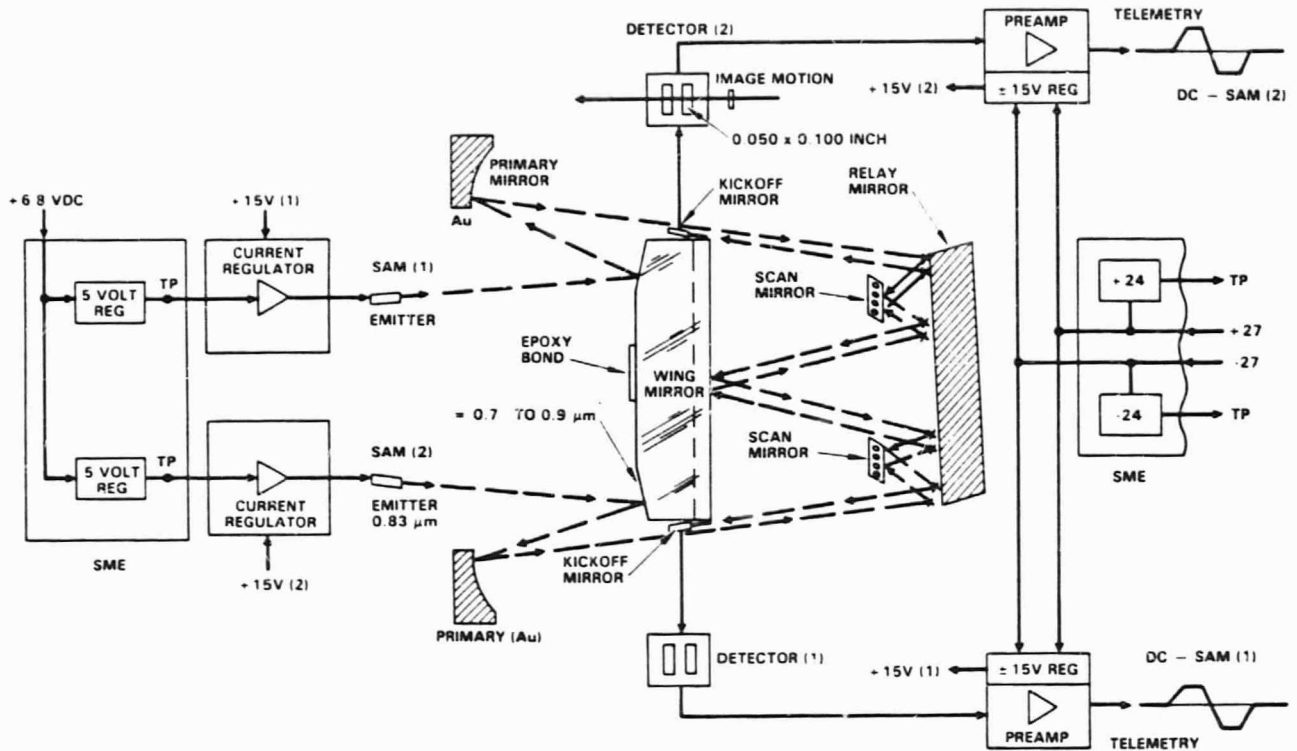 DETECTOR (2)
PREAMP
TELEMETRY
IMAGE MOTION
+ 15V (2)
± 15V REG
DC – SAM (2)
0.050 x 0.100 INCH
PRIMARY
MIRROR
Au
KICKOFF
MIRROR
RELAY
MIRROR
+6 8 VDC
+ 15V (1)
CURRENT
REGULATOR
SAM (1)
EMITTER
5 VOLT
REG
TP
SCAN
MIRROR
+ 24
TP
+ 27
EPOXY
BOND
WING
MIRROR
-27
= 0.7 TO 0.9 µm
-24
TP
SCAN
MIRROR
SME
5 VOLT
REG
TP
CURRENT
REGULATOR
SAM (2)
EMITTER
0.83 µm
SME
+ 15V (2)
KICKOFF
MIRROR
PRIMARY (Au)
DETECTOR (1)
+ 15V (1)
± 15V REG
DC – SAM (1)
PREAMP
TELEMETRY